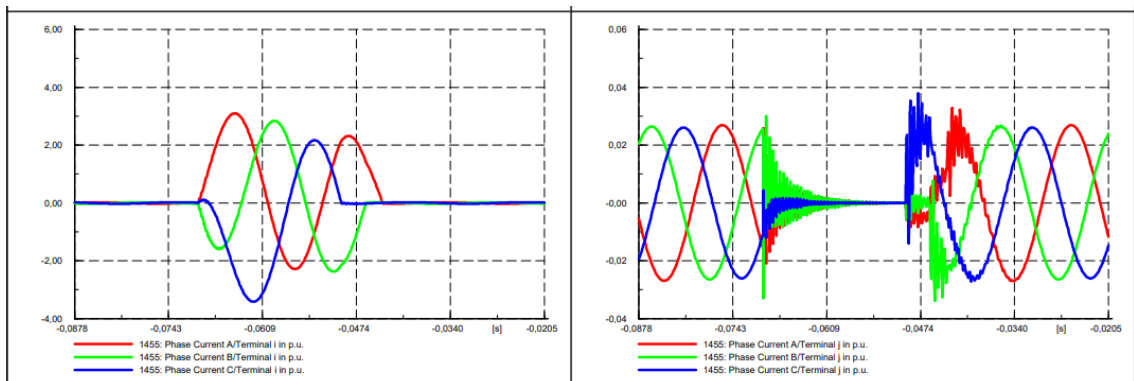 6,00
4,00
2,00
0,00
-2,00
-4,00
-0,0878 -0,0743 -0,0609 -0,0474 -0,0340 [s] -0,0205
1455: Phase Current A/Terminal i in p.u.
1455: Phase Current B/Terminal i in p.u.
1455: Phase Current C/Terminal i in p.u.
0,06
0,04
0,02
-0,00
-0,02
-0,04
-0,0878 -0,0743 -0,0609 -0,0474 -0,0340 [s] -0,0205
1455: Phase Current A/Terminal j in p.u.
1455: Phase Current B/Terminal j in p.u.
1455: Phase Current C/Terminal j in p.u.